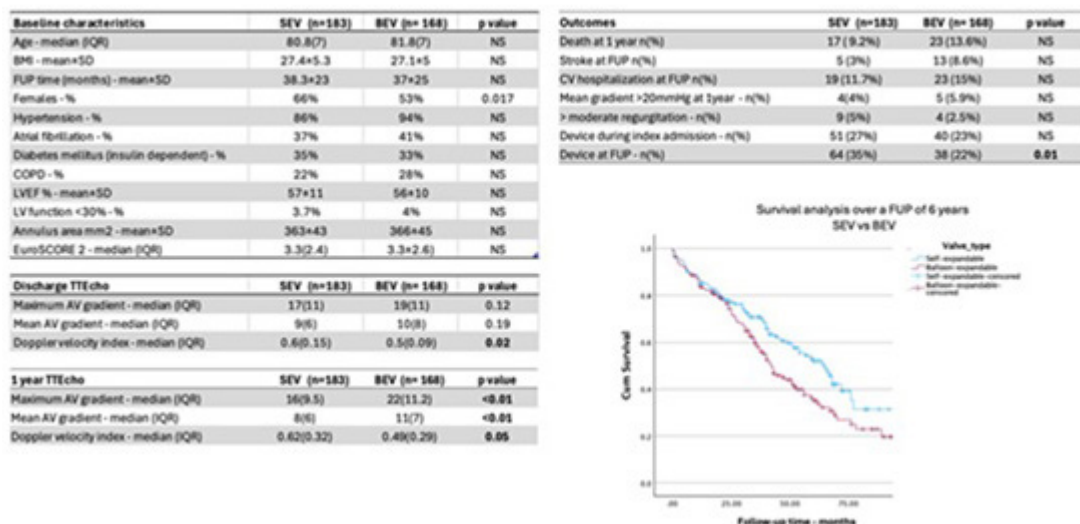 Baseline characteristics SEV (n=183) BEV (n= 168) p value
Age - median (IQR) 80.8(7) 81.8(7) NS
BMI - mean±SD 27.4±5.3 27.1±5 NS
FUP time (months) - mean±SD 38.3±23 37±25 NS
Females - % 66% 53% 0.017
Hypertension - % 86% 94% NS
Atrial fibrillation - % 37% 41% NS
Diabetes mellitus (insulin dependent) - % 35% 33% NS
COPD - % 22% 28% NS
LVEF % - mean±SD 57±11 56±10 NS
LV function <30% - % 3.7% 4% NS
Annulus area mm2 - mean±SD 363±43 366±45 NS
EuroSCORE 2 - median (IQR) 3.3(2.4) 3.3±2.6) NS
Discharge TTEcho SEV (n=183) BEV (n= 168) p value
Maximum AV gradient - median (IQR) 17(11) 19(11) 0.12
Mean AV gradient - median (IQR) 9(6) 10(8) 0.19
Doppler velocity index - median (IQR) 0.6(0.15) 0.5(0.09) 0.02
1 year TTEcho SEV (n=183) BEV (n= 168) p value
Maximum AV gradient - median (IQR) 16(9.5) 22(11.2) <0.01
Mean AV gradient - median (IQR) 8(6) 11(7) <0.01
Doppler velocity index - median (IQR) 0.62(0.32) 0.49(0.29) 0.05
Outcomes SEV (n=183) BEV (n= 168) p value
Death at 1 year n(%) 17 ( 9.2%) 23 (13.6%) NS
Stroke at FUP n(%) 5 (3%) 13 (8.6%) NS
CV hospitalization at FUP n(%) 19 (11.7%) 23 (15%) NS
Mean gradient >20mmHg at 1year - n(%) 4(4%) 5 (5.9%) NS
> moderate regurgitation - n(%) 9 (5%) 4 (2.5%) NS
Device during index admission - n(%) 51 (27%) 40 (23%) NS
Device at FUP - n(%) 64 (35%) 38 (22%) 0.01
Survival analysis over a FUP of 6 years
SEV vs BEV
Valve_type
Self-expandable
Balloon-expandable
Self-expandable-censored
Balloon-expandable-
censored
Cum Survival
1.0
0.8
0.6
0.4
0.2
0.0
.00 25.00 50.00 75.00
Follow-up time - months